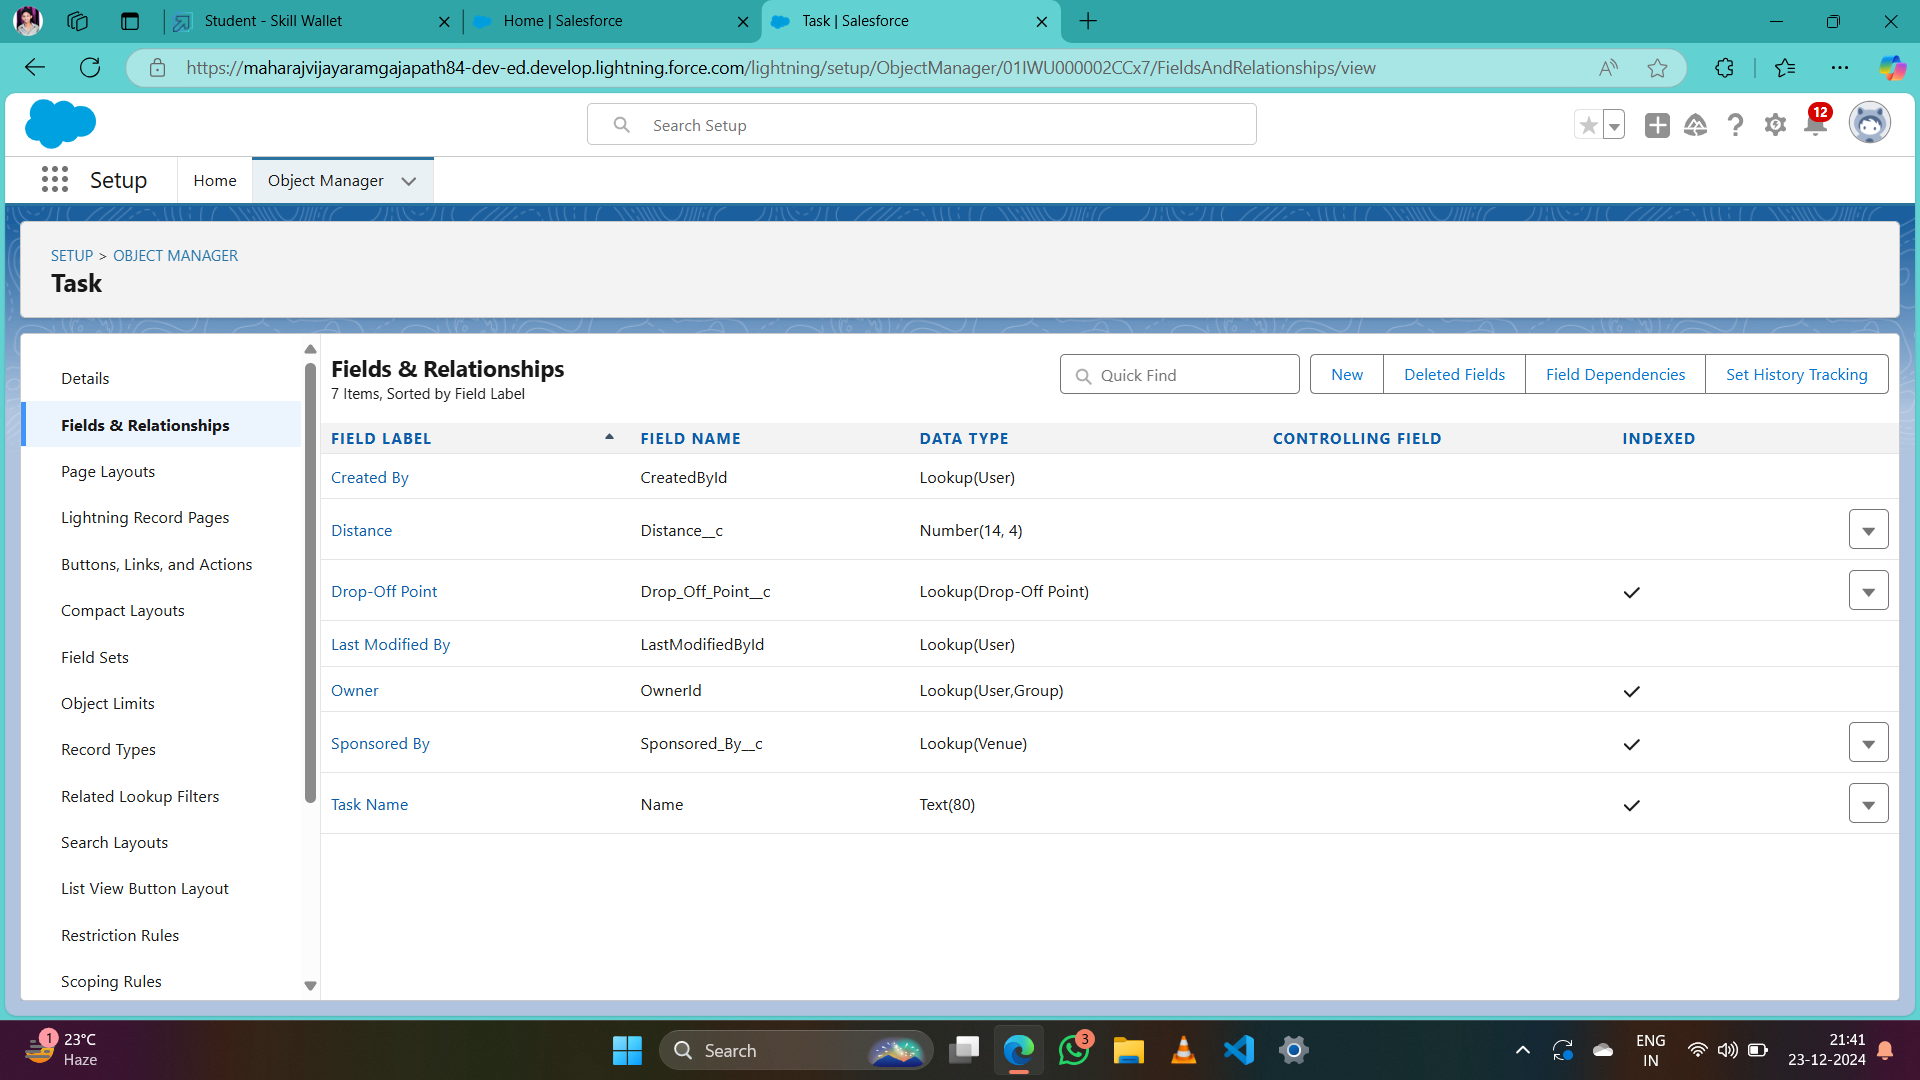 Student - Skill Wallet
Home | Salesforce
Task | Salesforce
https://maharajvijayaramgajapath84-dev-ed.develop.lightning.force.com/lightning/setup/ObjectManager/01IWU000002CCx7/FieldsAndRelationships/view
Search Setup
12
Setup
Home
Object Manager
SETUP > OBJECT MANAGER
Task
Details
Fields & Relationships
Page Layouts
Lightning Record Pages
Buttons, Links, and Actions
Compact Layouts
Field Sets
Object Limits
Record Types
Related Lookup Filters
Search Layouts
List View Button Layout
Restriction Rules
Scoping Rules
Fields & Relationships
7 Items, Sorted by Field Label
Quick Find
New
Deleted Fields
Field Dependencies
Set History Tracking
FIELD LABEL FIELD NAME DATA TYPE CONTROLLING FIELD INDEXED
Created By CreatedById Lookup(User)
Distance Distance__c Number(14, 4)
Drop-Off Point Drop_Off_Point__c Lookup(Drop-Off Point)
Last Modified By LastModifiedById Lookup(User)
Owner OwnerId Lookup(User,Group)
Sponsored By Sponsored_By__c Lookup(Venue)
Task Name Name Text(80)
1
23°C
Haze
Search
3
ENG
IN
21:41
23-12-2024